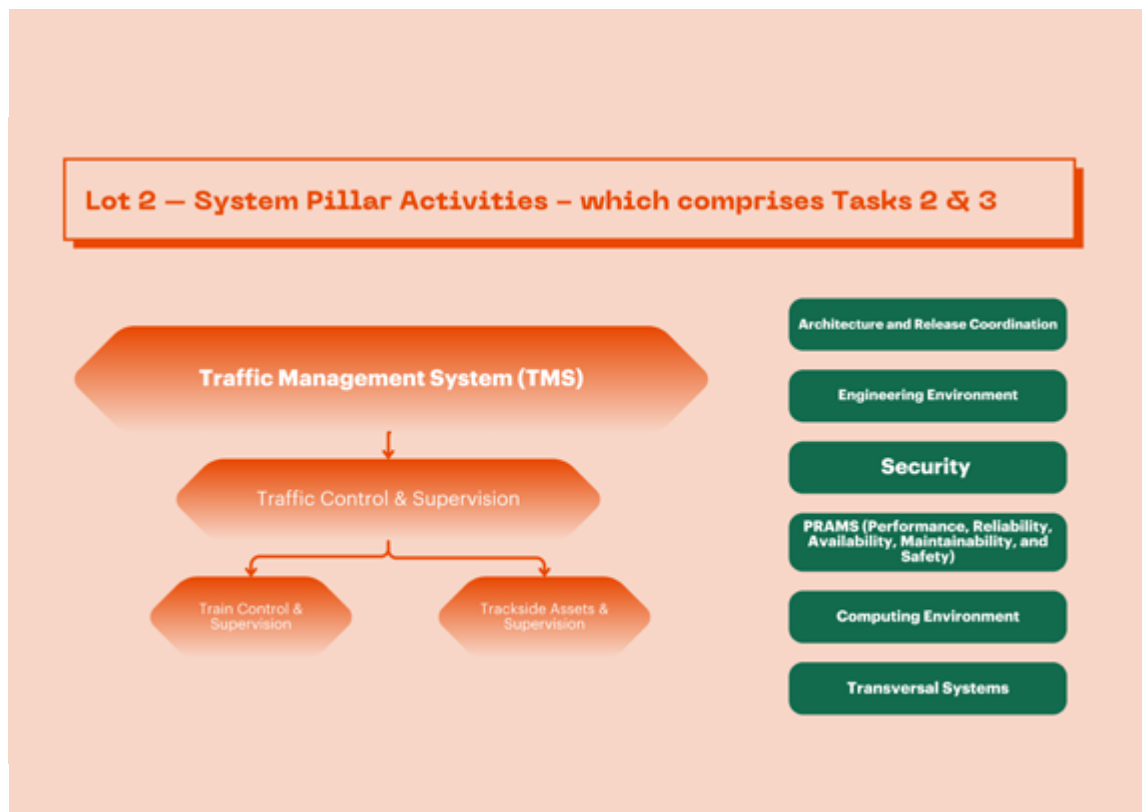 Lot 2 — System Pillar Activities – which comprises Tasks 2 & 3
Traffic Management System (TMS)
Traffic Control & Supervision
Train Control &
Supervision
Trackside Assets &
Supervision
Architecture and Release Coordination
Engineering Environment
Security
PRAMS (Performance, Reliability,
Availability, Maintainability, and
Safety)
Computing Environment
Transversal Systems